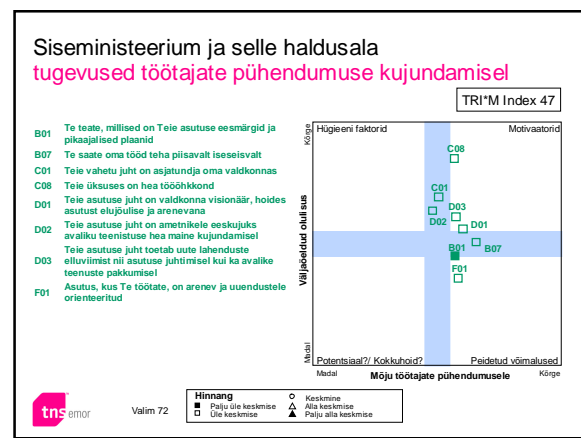 Siseministeerium ja selle haldusala
tugevused töötajate pühendumuse kujundamisel
TRI*M Index 47
B01 Te teate, millised on Teie asutuse eesmärgid ja
pikaajalised plaanid
B07 Te saate oma tööd teha piisavalt iseseisvalt
C01 Teie vahetu juht on asjatundja oma valdkonnas
C08 Teie üksuses on hea tööõhkkond
D01 Teie asutuse juht on valdkonna visionäär, hoides
asutust elujõulise ja arenevana
D02 Teie asutuse juht on ametnikele eeskujuks
avaliku teenistuse hea maine kujundamisel
D03 Teie asutuse juht toetab uute lahenduste
elluviimist nii asutuse juhtimisel kui ka avalike
teenuste pakkumisel
F01 Asutus, kus Te töötate, on arenev ja uuendustele
orienteeritud
Väljaöeldud olulisus
Kõrge
Madal
Hügieeni faktorid
Motivaatorid
C08
C01
D02
D03
D01
B07
B01
F01
Potentsiaal?/ Kokkuhoid?
Peidetud võimalused
Madal
Mõju töötajate pühendumusele
Kõrge
tns emor
Valim 72
Hinnang
Palju üle keskmise
Üle keskmise
Keskmine
Alla keskmise
Palju alla keskmise